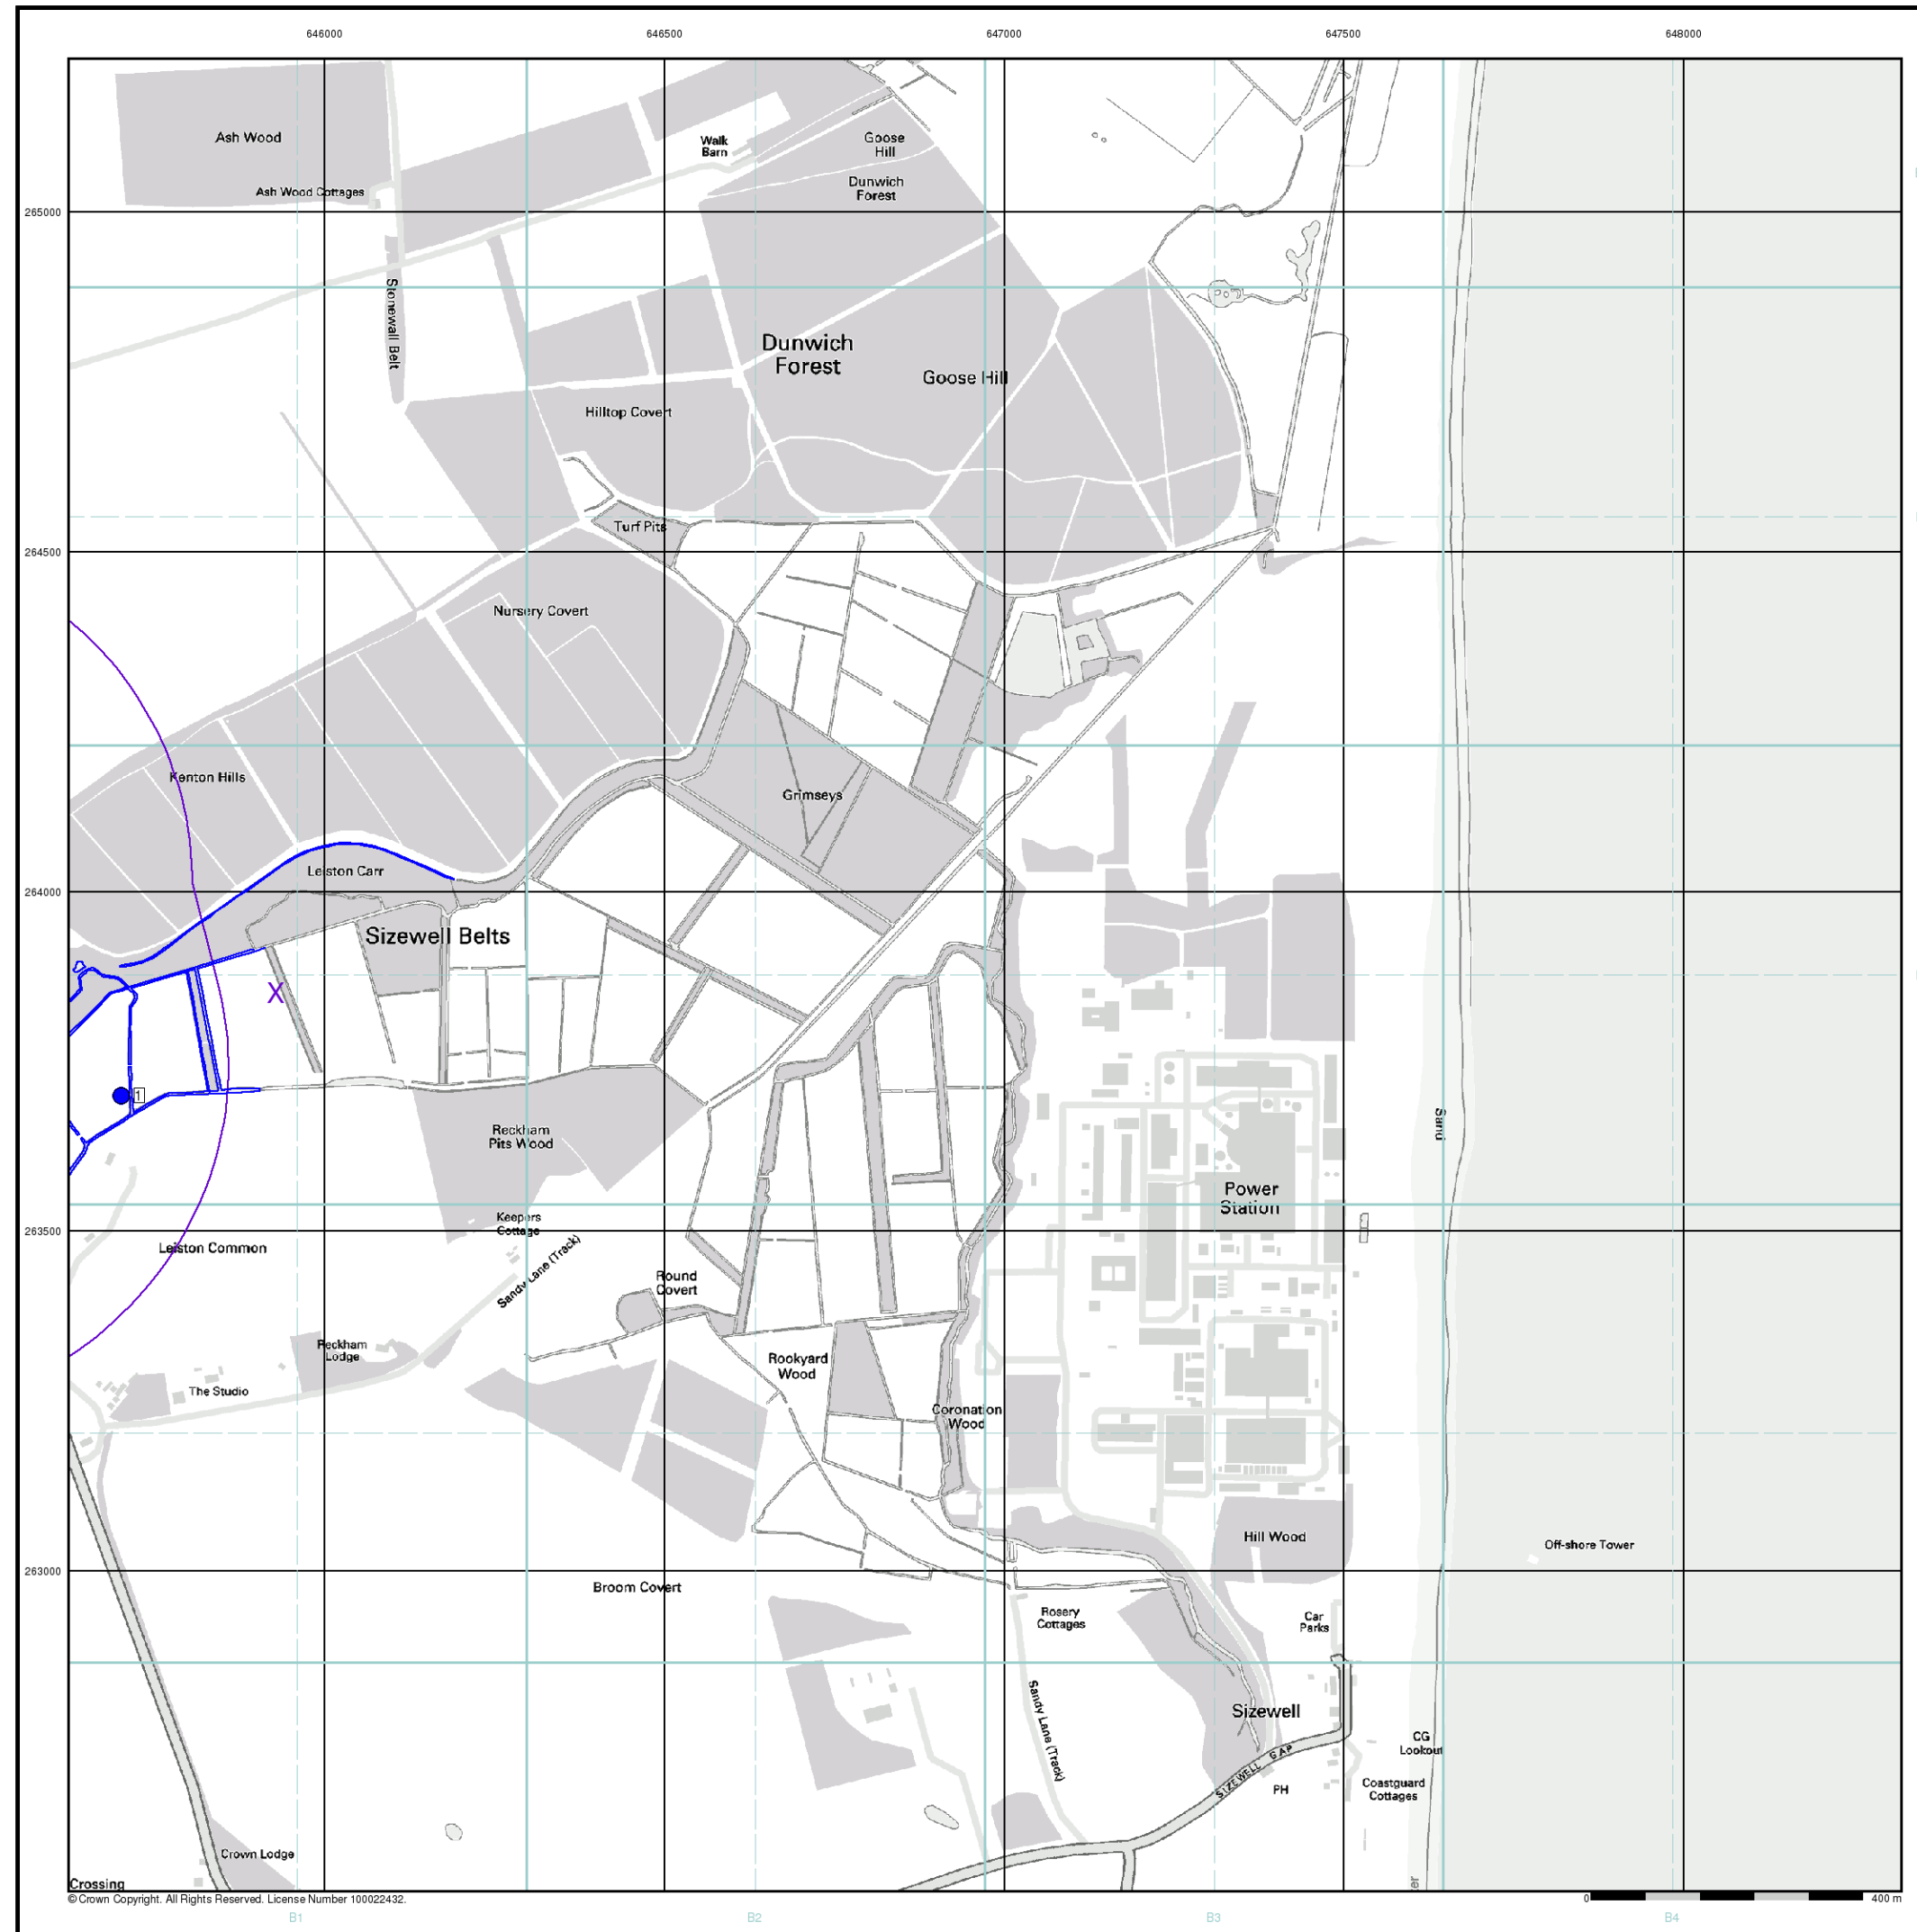 646000 646500 647000 647500 648000
Ash Wood
Walk
Barn
Goose
Hill
Ash Wood Cottages
Dunwich
Forest
265000
Stonewall Belt
Dunwich
Forest
Goose Hill
Hilltop Covert
Turf Pits
264500
Nursery Covert
Kenton Hills
Grimseys
Leiston Carr
264000
Sizewell Belts
X
1
Reckham
Pits Wood
Sand
Power
Station
Keepers
Cottage
263500
Leiston Common
Sandy Lane (Track)
Round
Covert
Reckham
Lodge
Rookyard
Wood
The Studio
Coronation
Wood
Hill Wood
Off-shore Tower
263000
Broom Covert
Rosery
Cottages
Car
Parks
Sandy Lane (Track)
Sizewell
CG
Lookout
SIZEWELL GAP
PH
Coastguard
Cottages
Crown Lodge
Crossing
© Crown Copyright. All Rights Reserved. License Number 100022432.
0 400 m
B1 B2 B3 B4